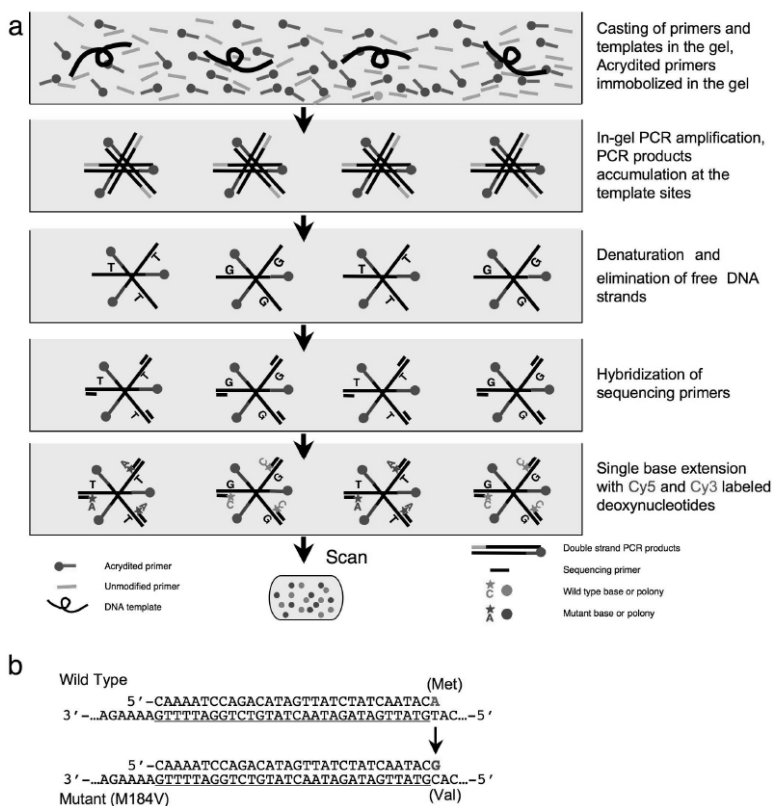 a
Casting of primers and
templates in the gel,
Acrydited primers
immobolized in the gel
In-gel PCR amplification,
PCR products
accumulation at the
template sites
T T T
G G G
T T T
G G G
Denaturation and
elimination of free DNA
strands
T T T
G G G
T T T
G G G
Hybridization of
sequencing primers
T A T A T A
G C G C G C
T A T A T A
G C G C G C
Single base extension
with Cy5 and Cy3 labeled
deoxynucleotides
Scan
Acrydited primer
Unmodified primer
DNA template
Double strand PCR products
Sequencing primer
C Wild type base or polony
A Mutant base or polony
b
Wild Type
(Met)
5′-CAAAATCCAGACATAGTTATCTATCAATACA
3′-…AGAAAAGTTTTAGGTCTGTATCAATAGATAGTTATGTAC…-5′
5′-CAAAATCCAGACATAGTTATCTATCAATACG
3′-…AGAAAAGTTTTAGGTCTGTATCAATAGATAGTTATGCAC…-5′
Mutant (M184V)
(Val)